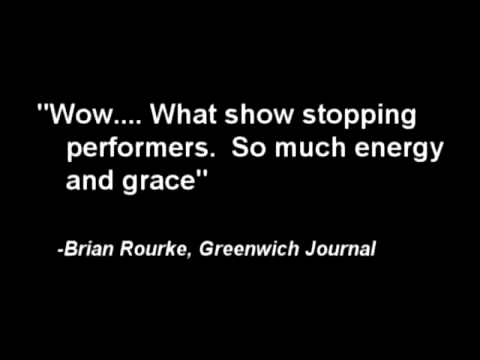 "Wow.... What show stopping
performers.  So much energy
and grace"
-Brian Rourke, Greenwich Journal